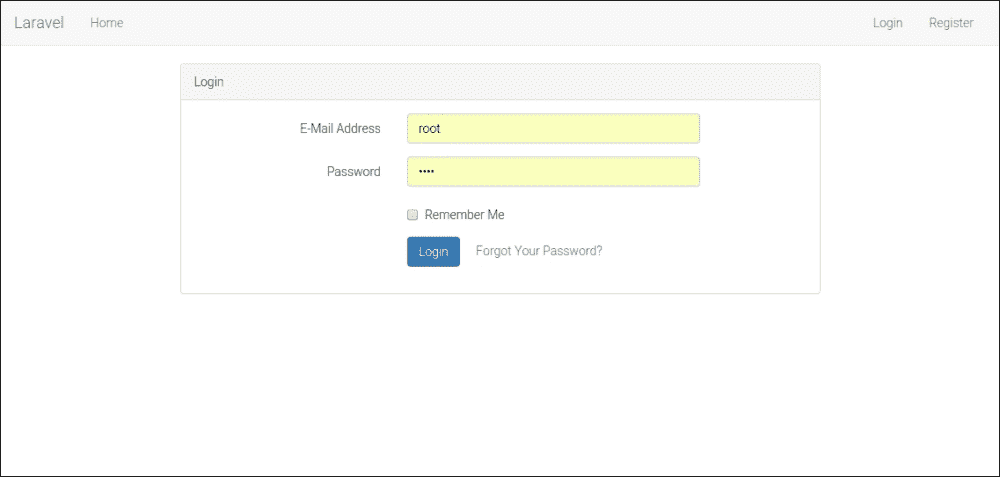 Laravel Home Login Register
Login
E-Mail Address root
Password ••••
Remember Me
Login Forgot Your Password?